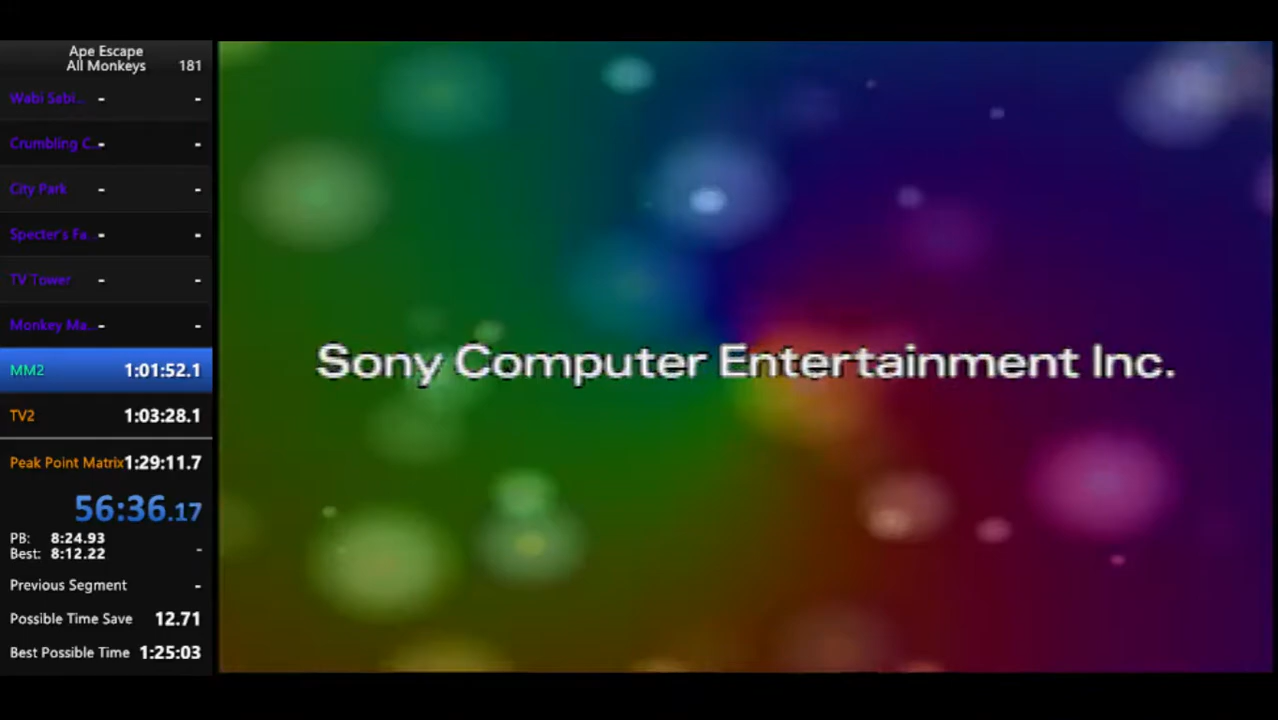 Ape Escape
All Monkeys 181
Wabi Sabi... - -
Crumbling C... - -
City Park - -
Specter's Fa... - -
TV Tower - -
Monkey Ma... - -
MM2 1:01:52.1
TV2 1:03:28.1
Peak Point Matrix 1:29:11.7
56:36.17
PB: 8:24.93
Best: 8:12.22 -
Previous Segment -
Possible Time Save 12.71
Best Possible Time 1:25:03
Sony Computer Entertainment Inc.